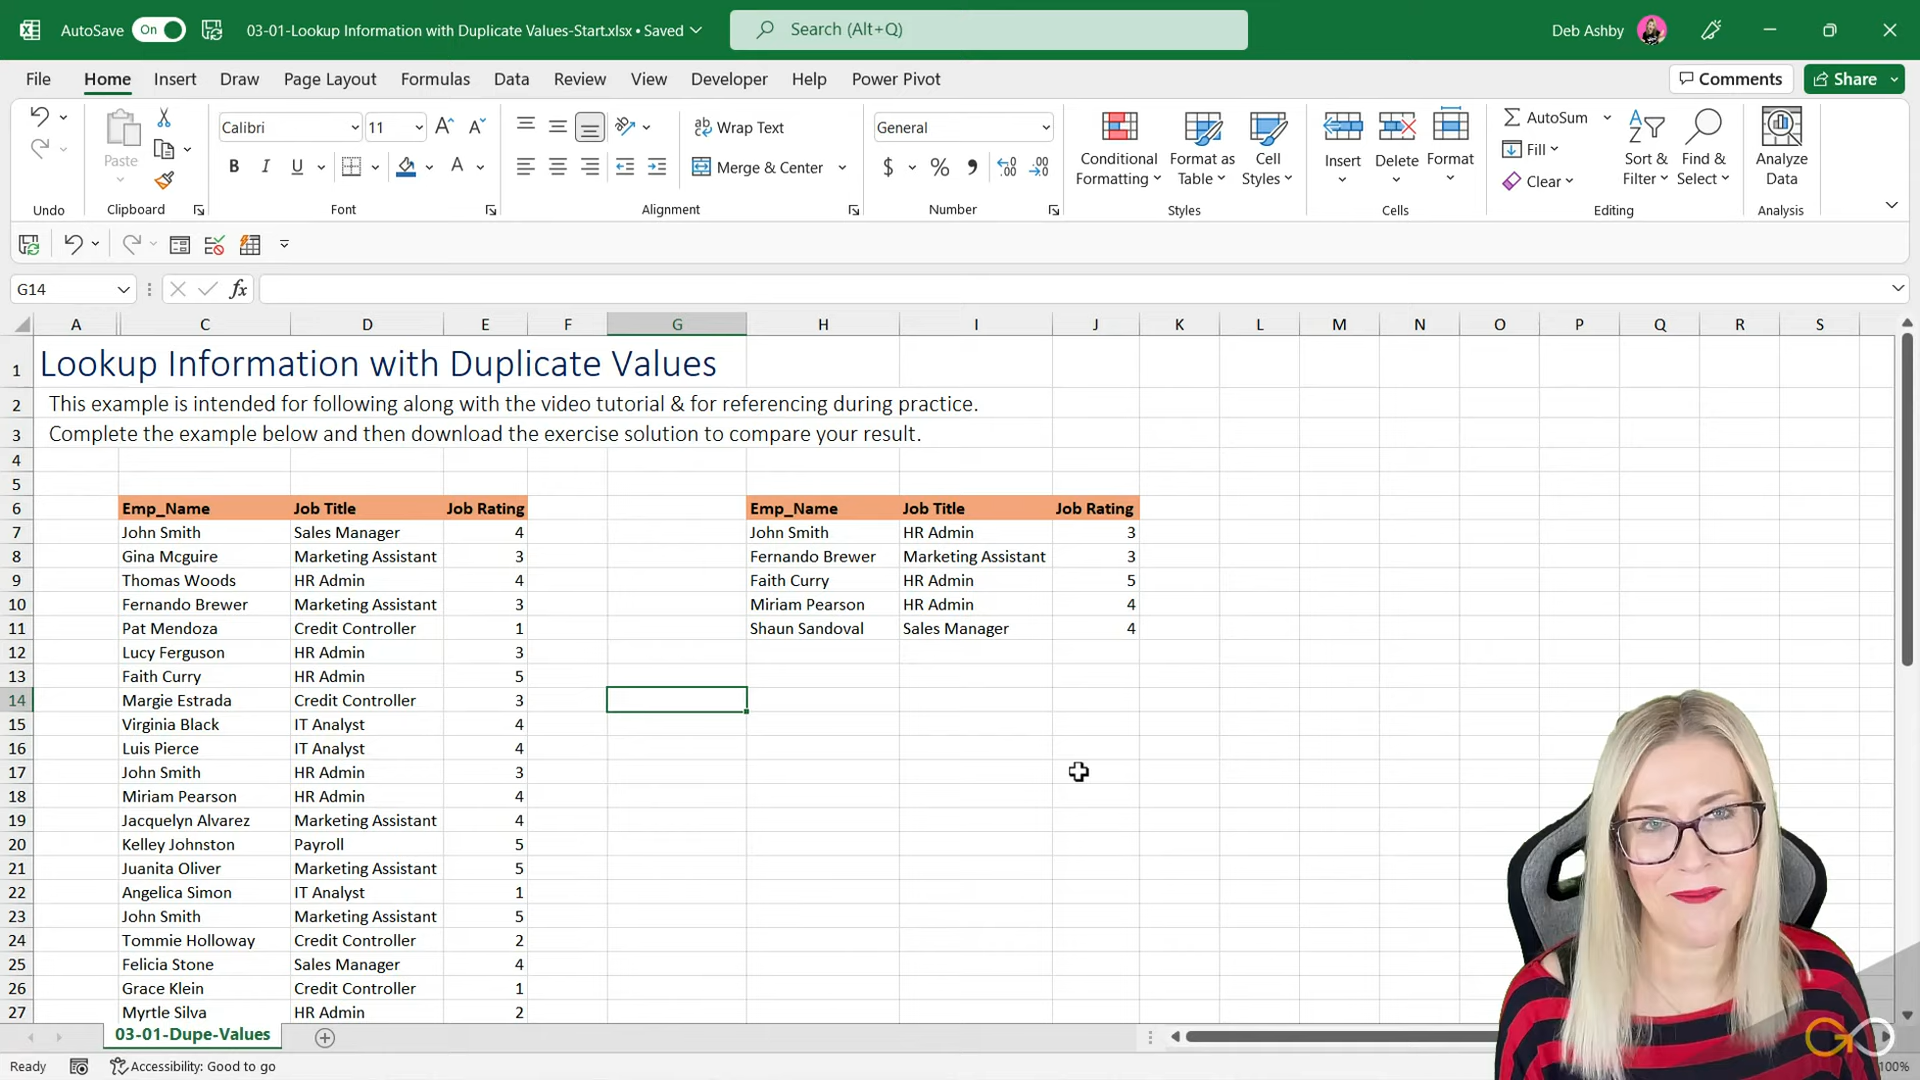 AutoSave On 03-01-Lookup Information with Duplicate Values-Start.xlsx • Saved Search (Alt+Q) Deb Ashby
File Home Insert Draw Page Layout Formulas Data Review View Developer Help Power Pivot Comments Share
Paste Calibri 11 B I U A Wrap Text Merge & Center General $ % , Conditional Formatting Format as Table Cell Styles Insert Delete Format AutoSum Fill Clear Sort & Filter Find & Select Analyze Data
Undo Clipboard Font Alignment Number Styles Cells Editing Analysis
G14 fx
A C D E F G H I J K L M N O P Q R S
1 Lookup Information with Duplicate Values
2 This example is intended for following along with the video tutorial & for referencing during practice.
3 Complete the example below and then download the exercise solution to compare your result.
4
5
6 Emp_Name Job Title Job Rating Emp_Name Job Title Job Rating
7 John Smith Sales Manager 4 John Smith HR Admin 3
8 Gina Mcguire Marketing Assistant 3 Fernando Brewer Marketing Assistant 3
9 Thomas Woods HR Admin 4 Faith Curry HR Admin 5
10 Fernando Brewer Marketing Assistant 3 Miriam Pearson HR Admin 4
11 Pat Mendoza Credit Controller 1 Shaun Sandoval Sales Manager 4
12 Lucy Ferguson HR Admin 3
13 Faith Curry HR Admin 5
14 Margie Estrada Credit Controller 3
15 Virginia Black IT Analyst 4
16 Luis Pierce IT Analyst 4
17 John Smith HR Admin 3
18 Miriam Pearson HR Admin 4
19 Jacquelyn Alvarez Marketing Assistant 4
20 Kelley Johnston Payroll 5
21 Juanita Oliver Marketing Assistant 5
22 Angelica Simon IT Analyst 1
23 John Smith Marketing Assistant 5
24 Tommie Holloway Credit Controller 2
25 Felicia Stone Sales Manager 4
26 Grace Klein Credit Controller 1
27 Myrtle Silva HR Admin 2
03-01-Dupe-Values
Ready Accessibility: Good to go 100%